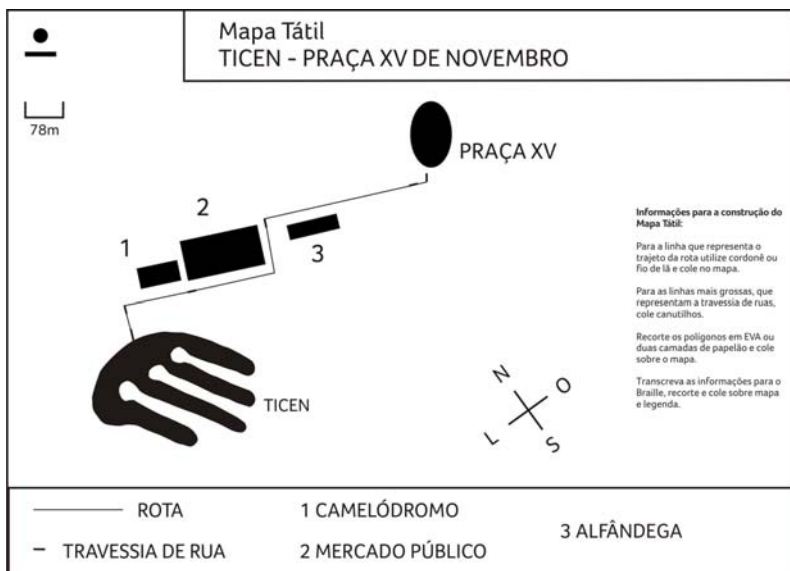 Mapa Tátil
TICEN - PRAÇA XV DE NOVEMBRO
78m
PRAÇA XV
2
1
3
TICEN
N
O
L
S
Informações para a construção do
Mapa Tátil:
Para a linha que representa o
trajeto da rota utilize cordonê ou
fio de lã e cole no mapa.
Para as linhas mais grossas, que
representam a travessia de ruas,
cole canutilhos.
Recorte os polígonos em EVA ou
duas camadas de papelão e cole
sobre o mapa.
Transcreva as informações para o
Braille, recorte e cole sobre mapa
e legenda.
ROTA
TRAVESSIA DE RUA
1 CAMELÓDROMO
2 MERCADO PÚBLICO
3 ALFÂNDEGA